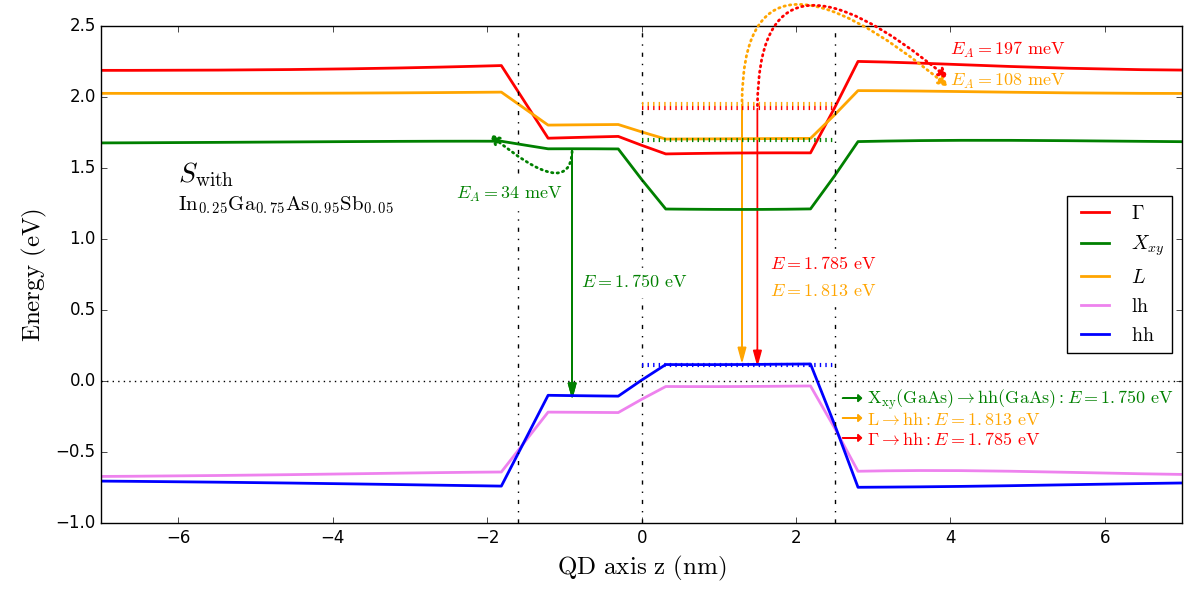 2.5
2.0
1.5
1.0
0.5
0.0
−0.5
−1.0
Energy (eV)
−6
−4
−2
0
2
4
6
QD axis z (nm)
S_with
In_0.25Ga_0.75As_0.95Sb_0.05
E_A = 34 meV
E = 1.750 eV
E_A = 197 meV
E_A = 108 meV
E = 1.785 eV
E = 1.813 eV
Γ
X_xy
L
lh
hh
X_xy(GaAs) → hh(GaAs) : E = 1.750 eV
L → hh : E = 1.813 eV
Γ → hh : E = 1.785 eV